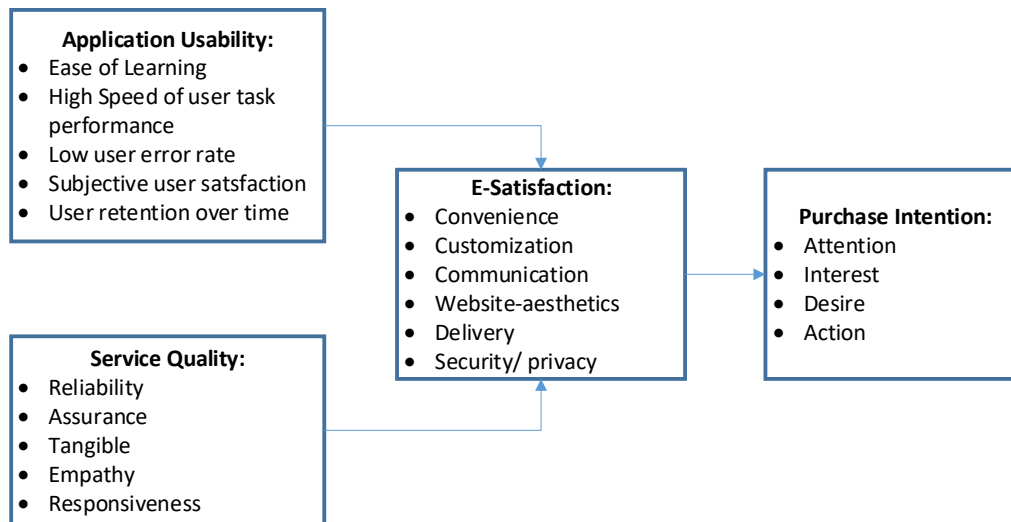 Application Usability:
• Ease of Learning
• High Speed of user task
performance
• Low user error rate
• Subjective user satsfaction
• User retention over time
Service Quality:
• Reliability
• Assurance
• Tangible
• Empathy
• Responsiveness
E-Satisfaction:
• Convenience
• Customization
• Communication
• Website-aesthetics
• Delivery
• Security/ privacy
Purchase Intention:
• Attention
• Interest
• Desire
• Action